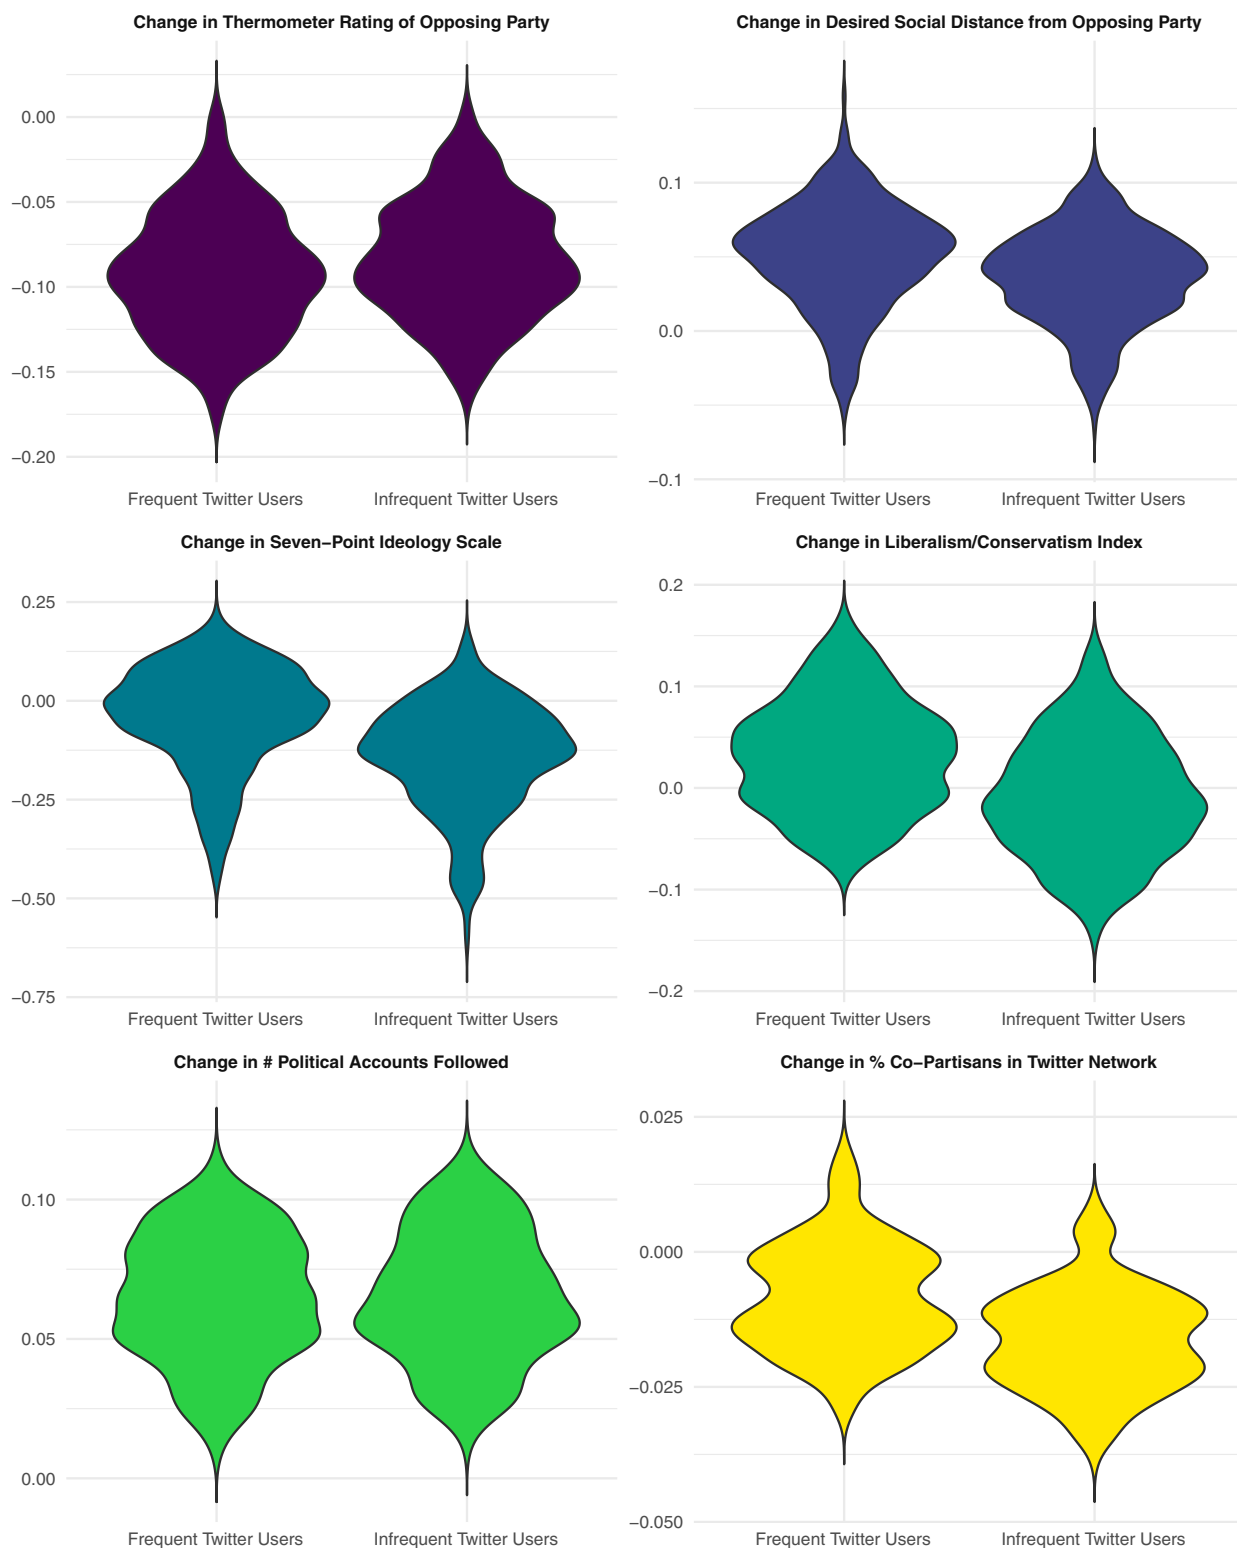 Change in Thermometer Rating of Opposing Party
0.00
−0.05
−0.10
−0.15
−0.20
Frequent Twitter Users
Infrequent Twitter Users
Change in Desired Social Distance from Opposing Party
0.1
0.0
−0.1
Frequent Twitter Users
Infrequent Twitter Users
Change in Seven−Point Ideology Scale
0.25
0.00
−0.25
−0.50
−0.75
Frequent Twitter Users
Infrequent Twitter Users
Change in Liberalism/Conservatism Index
0.2
0.1
0.0
−0.1
−0.2
Frequent Twitter Users
Infrequent Twitter Users
Change in # Political Accounts Followed
0.10
0.05
0.00
Frequent Twitter Users
Infrequent Twitter Users
Change in % Co−Partisans in Twitter Network
0.025
0.000
−0.025
−0.050
Frequent Twitter Users
Infrequent Twitter Users